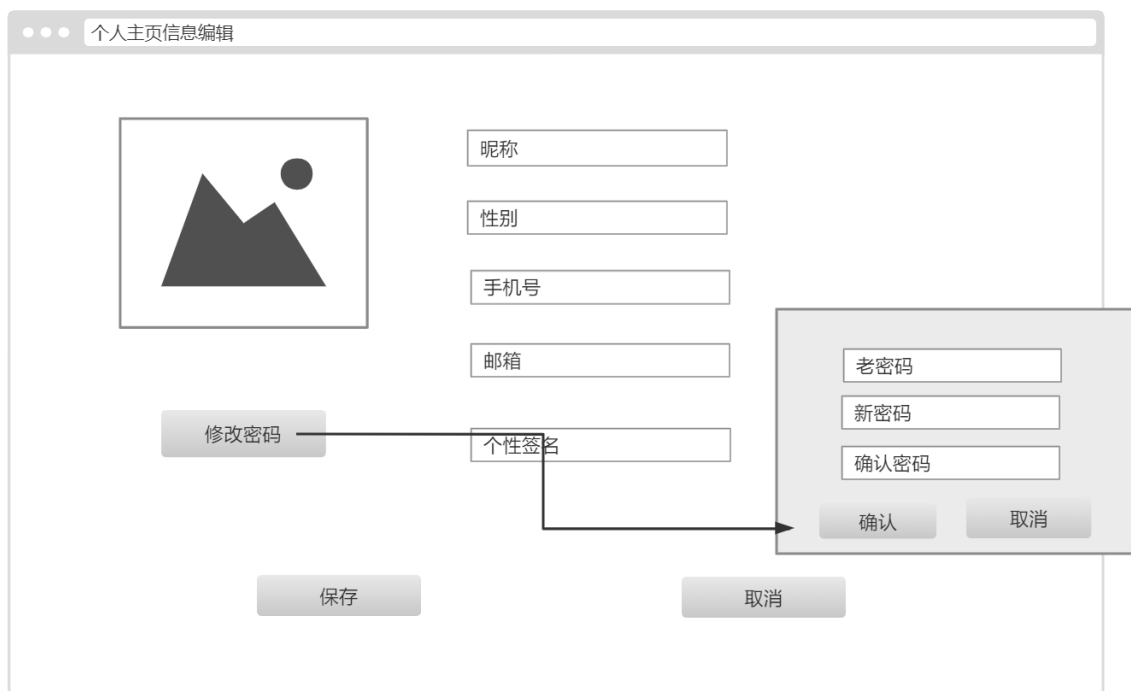 个人主页信息编辑
昵称
性别
手机号
邮箱
修改密码
个性签名
老密码
新密码
确认密码
确认
取消
保存
取消